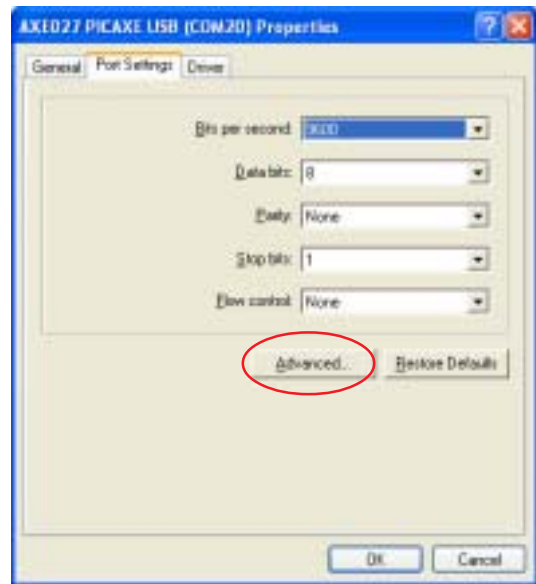 AXE027 PICAXE USB (COM20) Properties
General Port Settings Driver
Bits per second: 9600
Data bits: 8
Parity: None
Stop bits: 1
Flow control: None
Advanced... Restore Defaults
OK Cancel